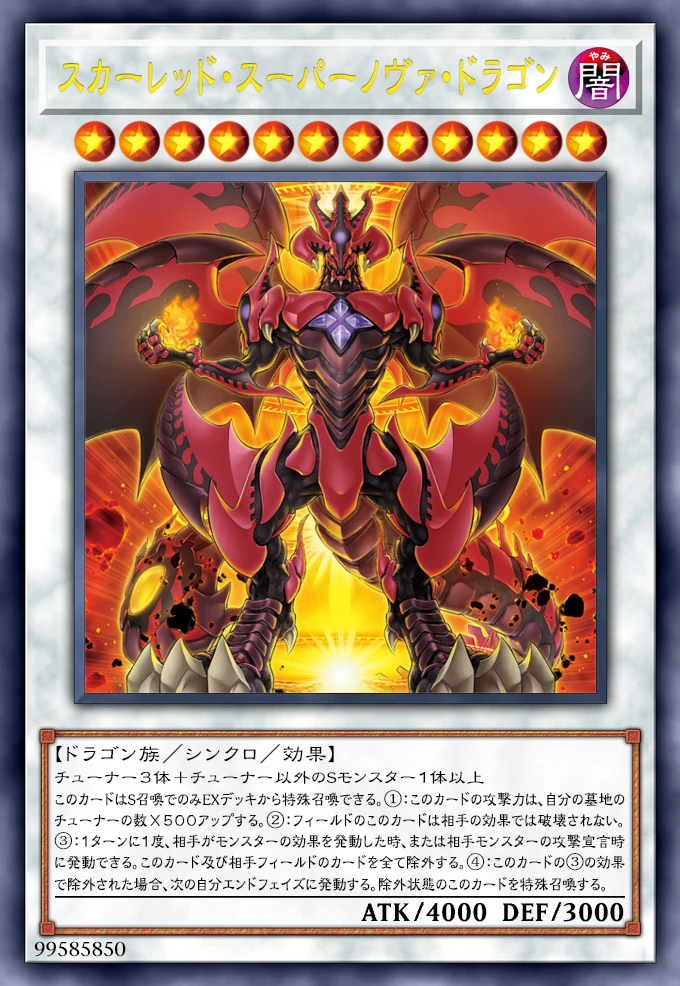 スカーレッド・スーパーノヴァ・ドラゴン
やみ
闇
【ドラゴン族／シンクロ／効果】
チューナー３体＋チューナー以外のSモンスター１体以上
このカードはS召喚でのみEXデッキから特殊召喚できる。①:このカードの攻撃力は、自分の墓地の
チューナーの数×５００アップする。②:フィールドのこのカードは相手の効果では破壊されない。
③:１ターンに１度、相手がモンスターの効果を発動した時、または相手モンスターの攻撃宣言時
に発動できる。このカード及び相手フィールドのカードを全て除外する。④:このカードの③の効果
で除外された場合、次の自分エンドフェイズに発動する。除外状態のこのカードを特殊召喚する。
ATK/4000 DEF/3000
99585850